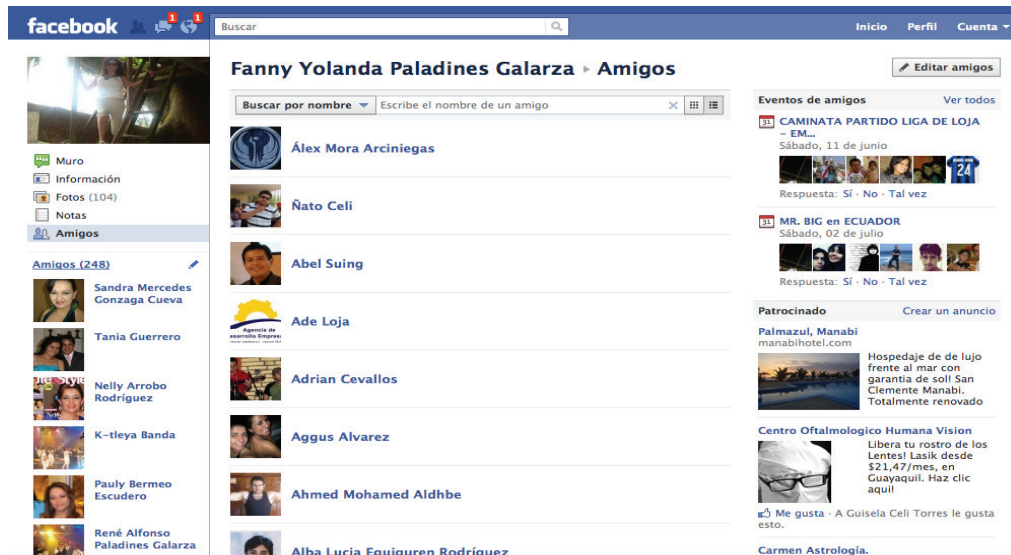 facebook
1
1
Buscar
Inicio Perfil Cuenta
Fanny Yolanda Paladines Galarza ▸ Amigos
Editar amigos
Buscar por nombre
Escribe el nombre de un amigo
Muro
Información
Fotos (104)
Notas
Amigos
Amigos (248)
Sandra Mercedes
Gonzaga Cueva
Tania Guerrero
Nelly Arrobo
Rodríguez
K-tleya Banda
Pauly Bermeo
Escudero
René Alfonso
Paladines Galarza
Álex Mora Arciniegas
Ñato Celi
Abel Suing
Agencia de
Ade Loja
Adrian Cevallos
Aggus Alvarez
Ahmed Mohamed Aldhbe
Alba Lucia Eguiguren Rodríguez
Eventos de amigos Ver todos
31 CAMINATA PARTIDO LIGA DE LOJA
– EM...
Sábado, 11 de junio
24
Respuesta: Sí · No · Tal vez
31 MR. BIG en ECUADOR
Sábado, 02 de julio
Respuesta: Sí · No · Tal vez
Patrocinado Crear un anuncio
Palmazul, Manabi
manabihotel.com
Hospedaje de de lujo
frente al mar con
garantia de sol! San
Clemente Manabi.
Totalmente renovado
Centro Oftalmologico Humana Vision
Libera tu rostro de los
Lentes! Lasik desde
$21,47/mes, en
Guayaquil. Haz clic
aqui!
Me gusta · A Guisela Celi Torres le gusta
esto.
Carmen Astrología.